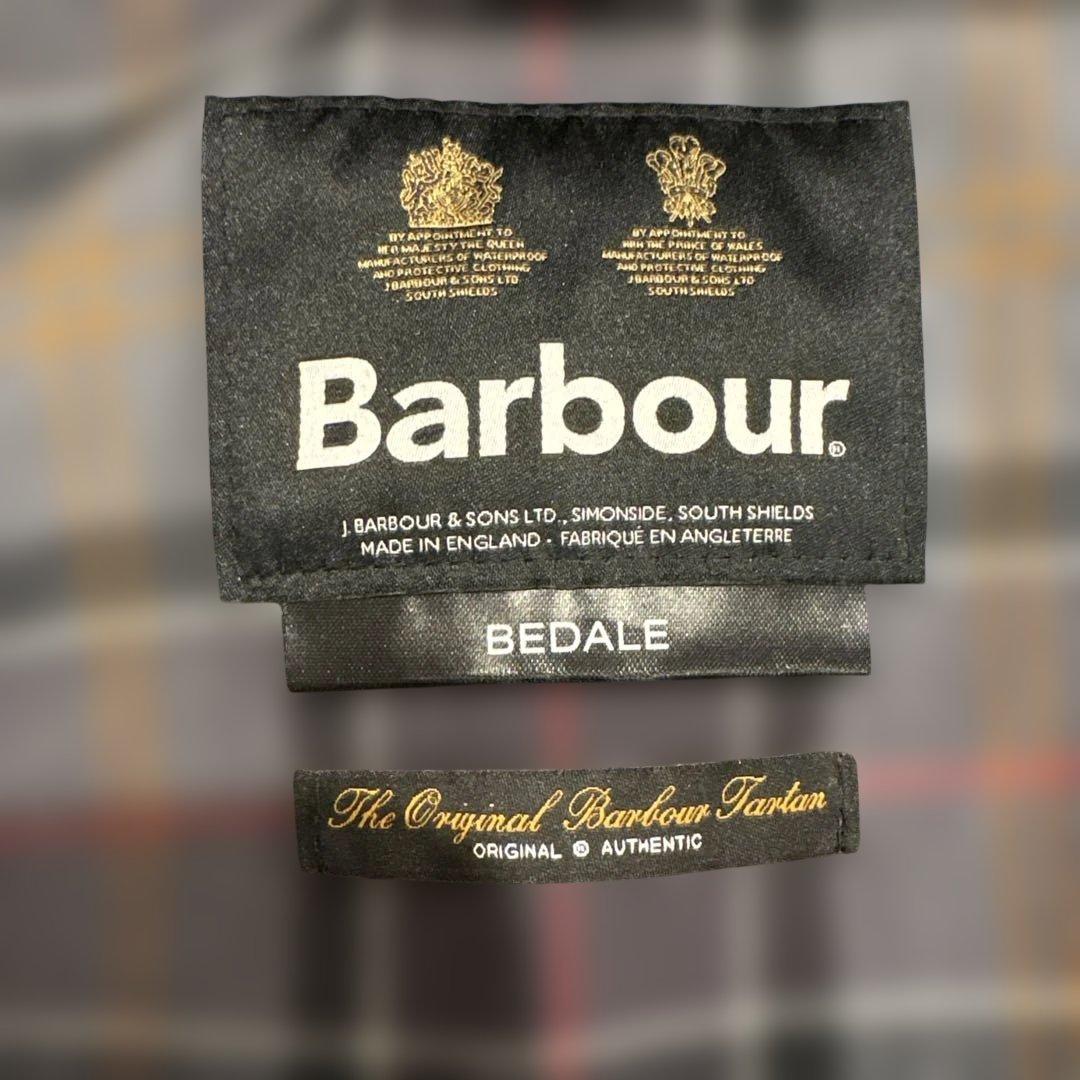 BY APPOINTMENT TO
HER MAJESTY THE QUEEN
MANUFACTURERS OF WATERPROOF
AND PROTECTIVE CLOTHING
J BARBOUR & SONS LTD
SOUTH SHIELDS
BY APPOINTMENT TO
HRH THE PRINCE OF WALES
MANUFACTURERS OF WATERPROOF
AND PROTECTIVE CLOTHING
J BARBOUR & SONS LTD
SOUTH SHIELDS
Barbour®
J. BARBOUR & SONS LTD., SIMONSIDE, SOUTH SHIELDS
MADE IN ENGLAND - FABRIQUÉ EN ANGLETERRE
BEDALE
The Original Barbour Tartan
ORIGINAL ® AUTHENTIC